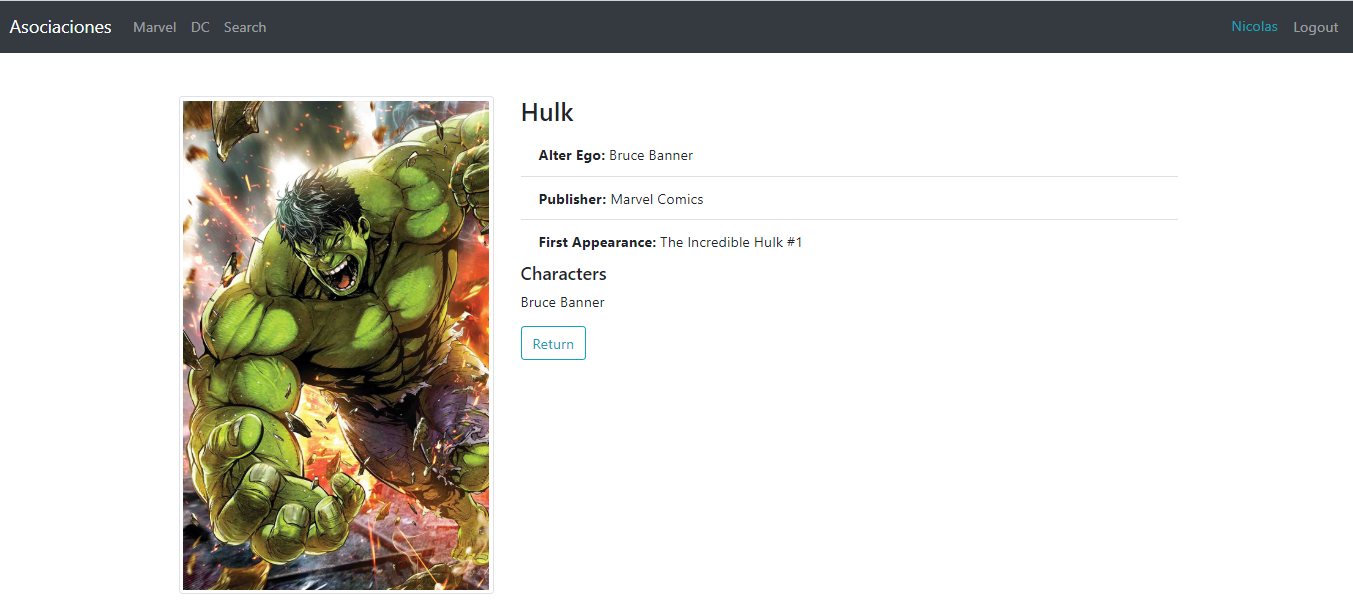 Asociaciones Marvel DC Search Nicolas Logout
Hulk
Alter Ego: Bruce Banner
Publisher: Marvel Comics
First Appearance: The Incredible Hulk #1
Characters
Bruce Banner
Return